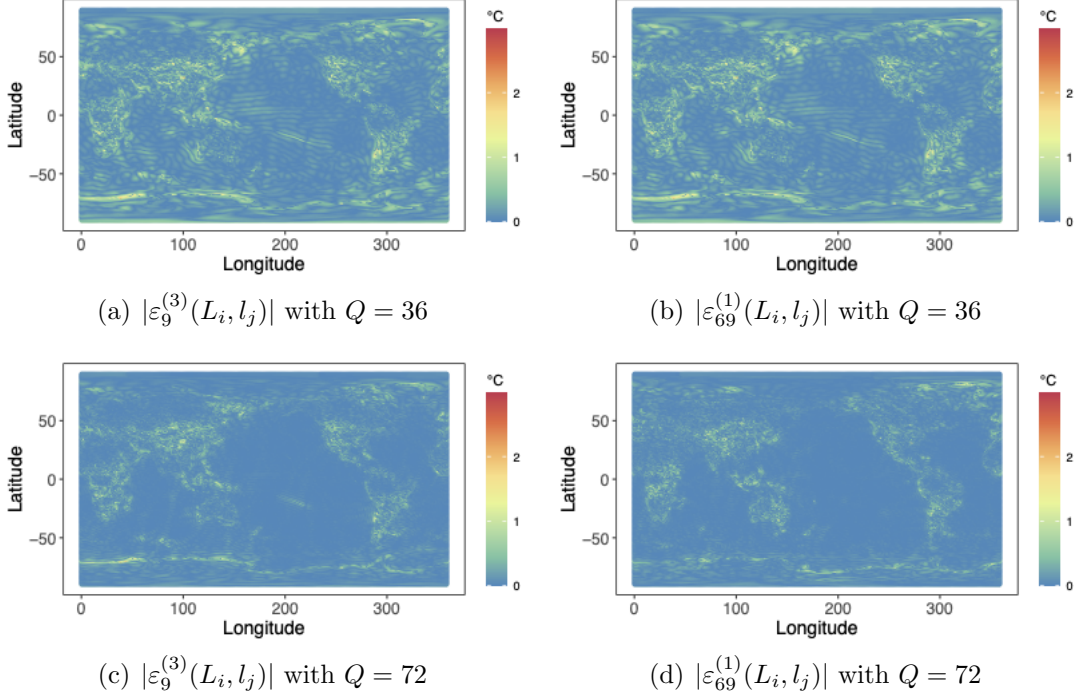 °C
°C
Latitude
50
0
−50
2
1
0
Latitude
50
0
−50
2
1
0
0 100 200 300
0 100 200 300
Longitude
Longitude
(a) |ε₉⁽³⁾(Lᵢ, lⱼ)| with Q = 36
(b) |ε₆₉⁽¹⁾(Lᵢ, lⱼ)| with Q = 36
°C
°C
Latitude
50
0
−50
2
1
0
Latitude
50
0
−50
2
1
0
0 100 200 300
0 100 200 300
Longitude
Longitude
(c) |ε₉⁽³⁾(Lᵢ, lⱼ)| with Q = 72
(d) |ε₆₉⁽¹⁾(Lᵢ, lⱼ)| with Q = 72